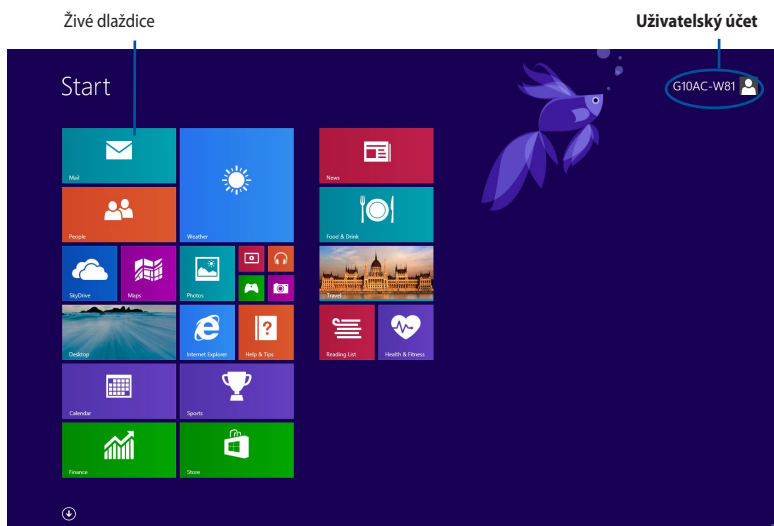 Živé dlaždice
Uživatelský účet
Start
G10AC-W81
Mail
Weather
News
People
Food & Drink
SkyDrive
Maps
Photos
Travel
Desktop
Internet Explorer
Help & Tips
Reading List
Health & Fitness
Calendar
Sports
Finance
Store